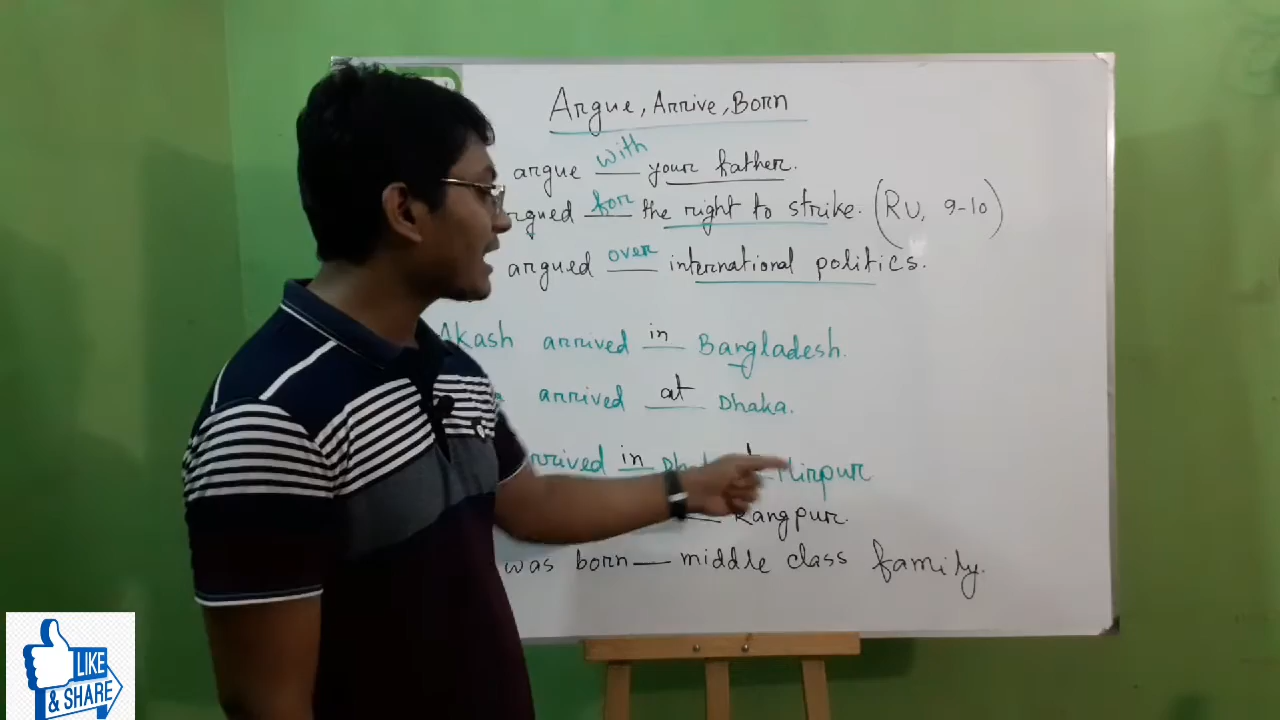 Argue, Arrive, Born
argue with your father.
argued for the right to strike. (RU, 9-10)
argued over international politics.
Akash arrived in Bangladesh.
arrived at Dhaka.
arrived in Mirpur
Rangpur.
was born — middle class family.
LIKE
& SHARE